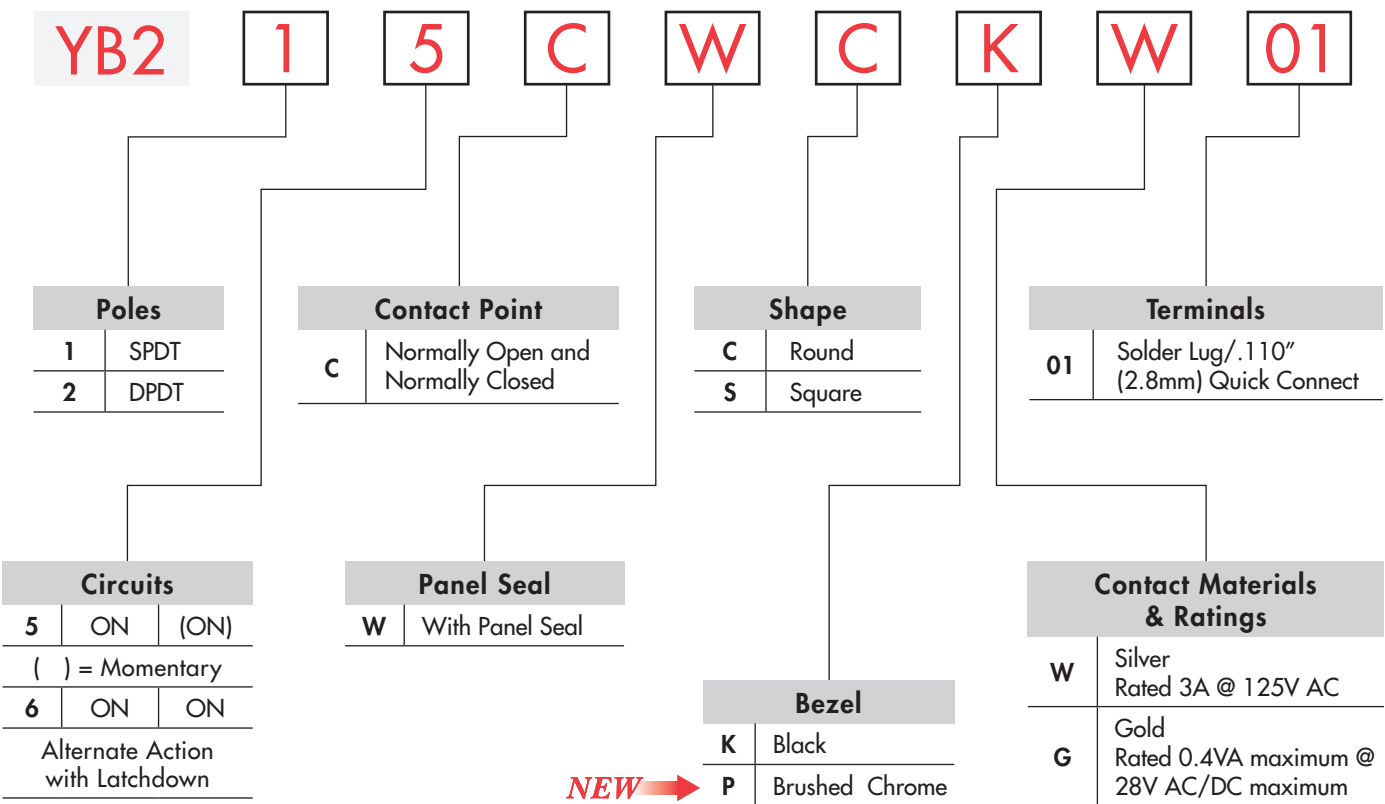 YB2 1 5 C W C K W 01
Poles
1 SPDT
2 DPDT
Contact Point
C Normally Open and
Normally Closed
Shape
C Round
S Square
Terminals
01 Solder Lug/.110”
(2.8mm) Quick Connect
Circuits
5 ON (ON)
( ) = Momentary
6 ON ON
Alternate Action
with Latchdown
Panel Seal
W With Panel Seal
Bezel
K Black
NEW P Brushed Chrome
Contact Materials
& Ratings
W Silver
Rated 3A @ 125V AC
G Gold
Rated 0.4VA maximum @
28V AC/DC maximum